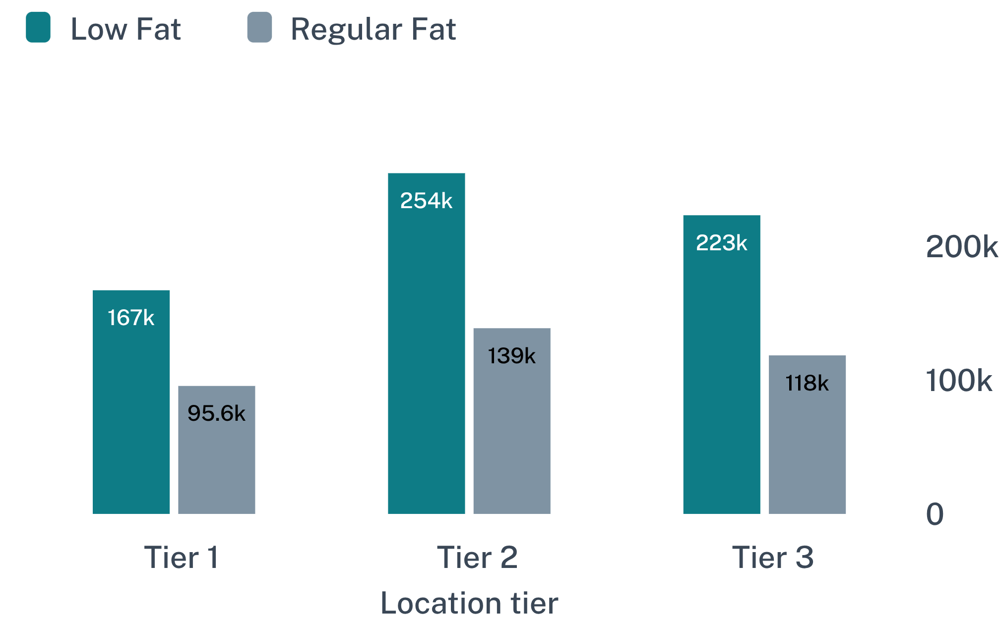 Low Fat Regular Fat
254k
223k
200k
167k
139k
118k
100k
95.6k
0
Tier 1 Tier 2 Tier 3
Location tier